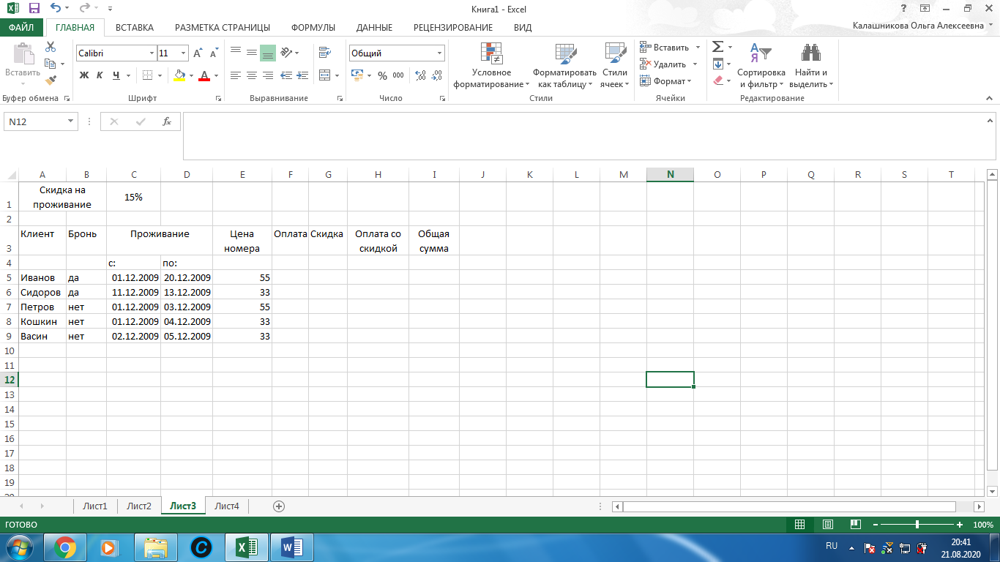 Книга1 - Excel
ФАЙЛ ГЛАВНАЯ ВСТАВКА РАЗМЕТКА СТРАНИЦЫ ФОРМУЛЫ ДАННЫЕ РЕЦЕНЗИРОВАНИЕ ВИД Калашникова Ольга Алексеевна
Вставить
Calibri 11
Ж К Ч А
Общий
% 000
Условное форматирование
Форматировать как таблицу
Стили ячеек
Вставить
Удалить
Формат
Сортировка и фильтр
Найти и выделить
Буфер обмена Шрифт Выравнивание Число Стили Ячейки Редактирование
N12 fx
A B C D E F G H I J K L M N O P Q R S T
1 Скидка на проживание 15%
2
3 Клиент Бронь Проживание Цена номера Оплата Скидка Оплата со скидкой Общая сумма
4 с: по:
5 Иванов да 01.12.2009 20.12.2009 55
6 Сидоров да 11.12.2009 13.12.2009 33
7 Петров нет 01.12.2009 03.12.2009 55
8 Кошкин нет 01.12.2009 04.12.2009 33
9 Васин нет 02.12.2009 05.12.2009 33
10
11
12
13
14
15
16
17
18
19
Лист1 Лист2 Лист3 Лист4
ГОТОВО 100%
RU 20:41
21.08.2020